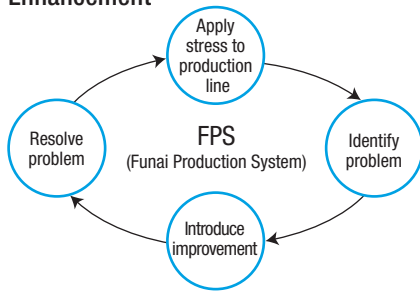 Enhancement
Apply
stress to
production
line
Resolve
problem
FPS
(Funai Production System)
Identify
problem
Introduce
improvement